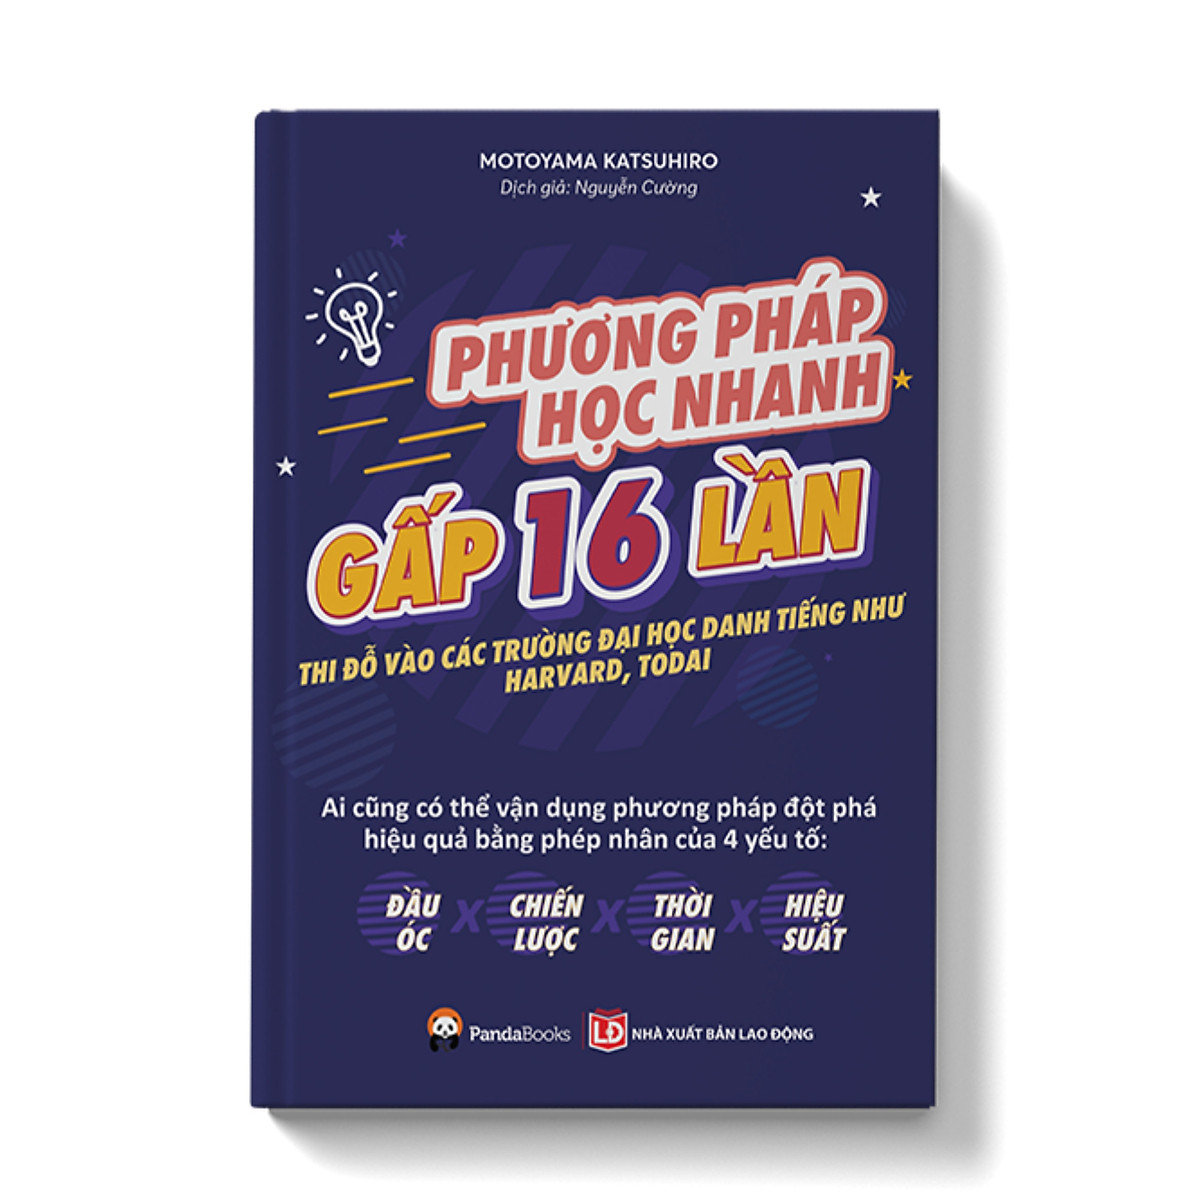 MOTOYAMA KATSUHIRO
Dịch giả: Nguyễn Cường
PHƯƠNG PHÁP
HỌC NHANH
GẤP 16 LẦN
THI ĐỖ VÀO CÁC TRƯỜNG ĐẠI HỌC DANH TIẾNG NHƯ
HARVARD, TODAI
Ai cũng có thể vận dụng phương pháp đột phá
hiệu quả bằng phép nhân của 4 yếu tố:
ĐẦU ÓC X CHIẾN LƯỢC X THỜI GIAN X HIỆU SUẤT
PandaBooks LĐ NHÀ XUẤT BẢN LAO ĐỘNG